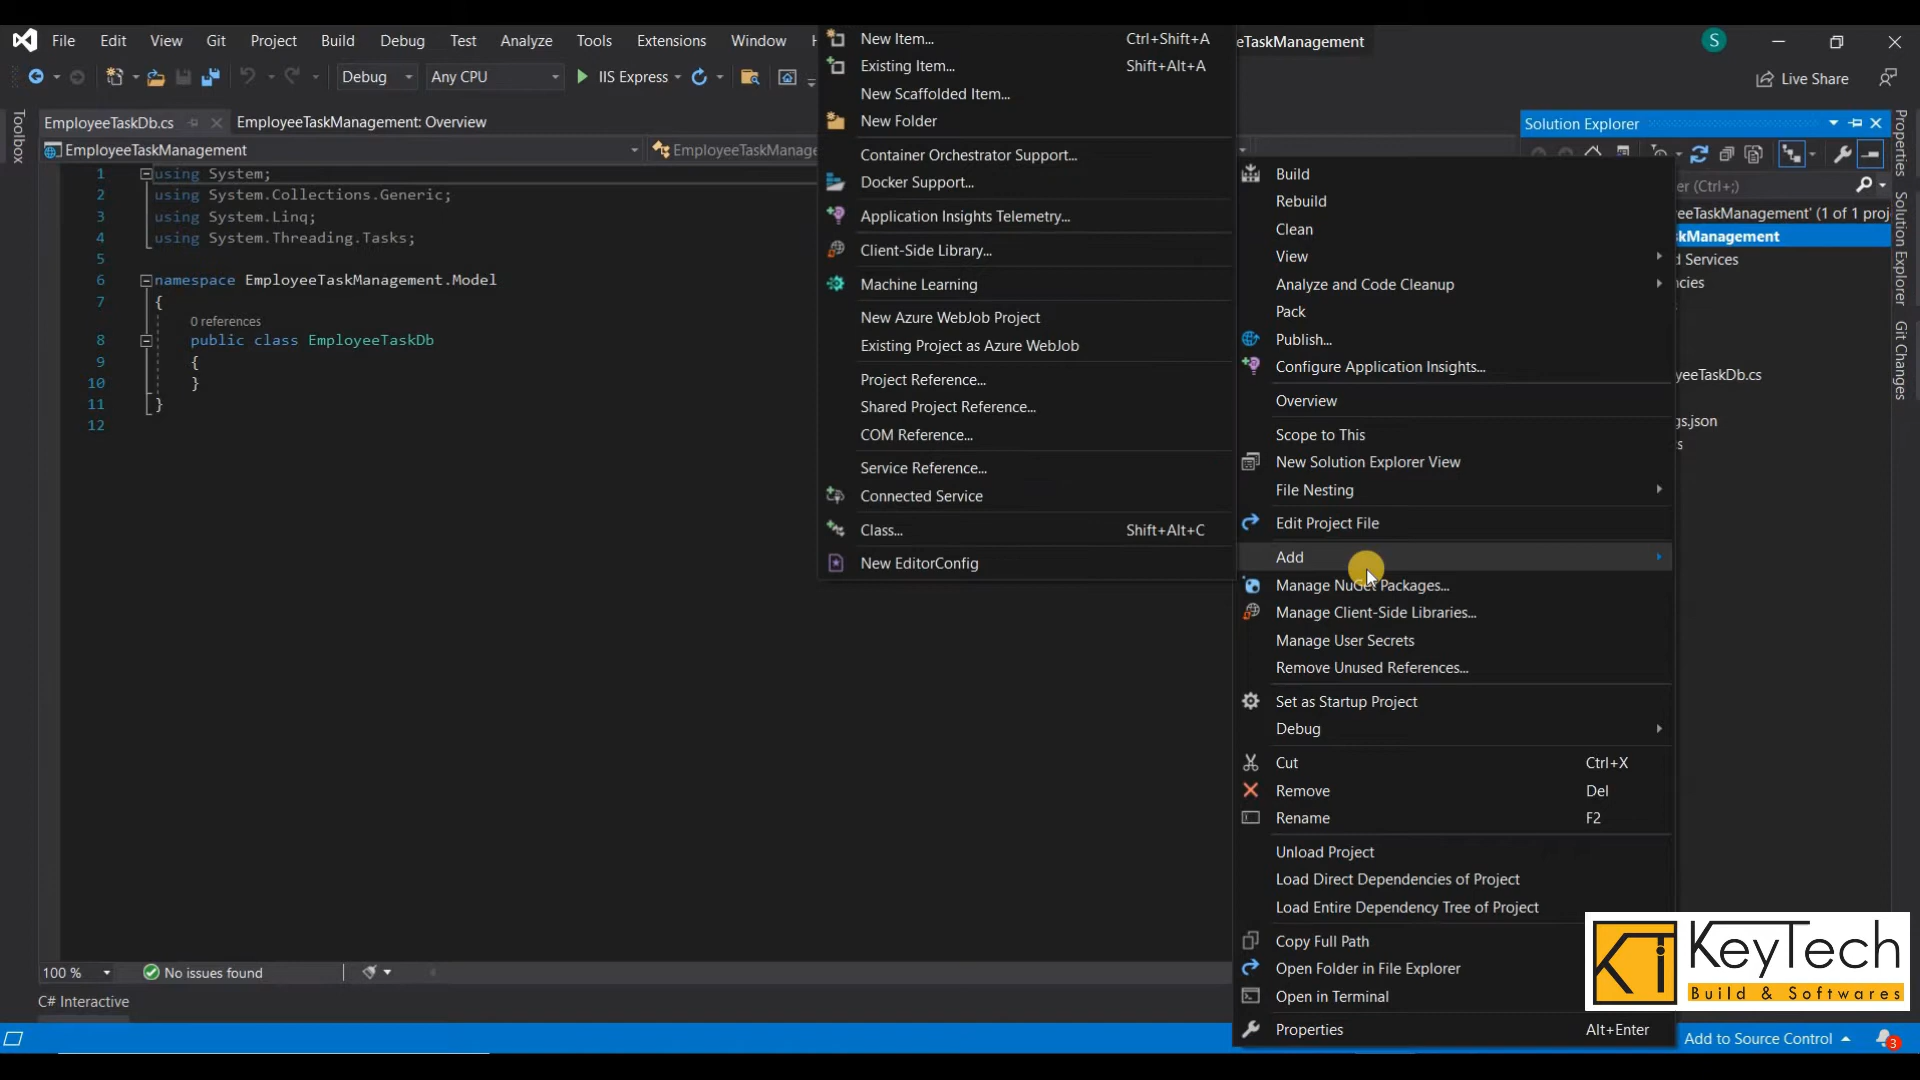 File Edit View Git Project Build Debug Test Analyze Tools Extensions Window
eTaskManagement
S
Debug Any CPU IIS Express
Live Share
EmployeeTaskDb.cs EmployeeTaskManagement: Overview
EmployeeTaskManagement EmployeeTaskManage
Toolbox
1 using System;
2 using System.Collections.Generic;
3 using System.Linq;
4 using System.Threading.Tasks;
5
6 namespace EmployeeTaskManagement.Model
7 {
0 references
8 public class EmployeeTaskDb
9 {
10 }
11 }
12
New Item... Ctrl+Shift+A
Existing Item... Shift+Alt+A
New Scaffolded Item...
New Folder
Container Orchestrator Support...
Docker Support...
Application Insights Telemetry...
Client-Side Library...
Machine Learning
New Azure WebJob Project
Existing Project as Azure WebJob
Project Reference...
Shared Project Reference...
COM Reference...
Service Reference...
Connected Service
Class... Shift+Alt+C
New EditorConfig
Build
Rebuild
Clean
View
Analyze and Code Cleanup
Pack
Publish...
Configure Application Insights...
Overview
Scope to This
New Solution Explorer View
File Nesting
Edit Project File
Add
Manage NuGet Packages...
Manage Client-Side Libraries...
Manage User Secrets
Remove Unused References...
Set as Startup Project
Debug
Cut Ctrl+X
Remove Del
Rename F2
Unload Project
Load Direct Dependencies of Project
Load Entire Dependency Tree of Project
Copy Full Path
Open Folder in File Explorer
Open in Terminal
Properties Alt+Enter
Solution Explorer
er (Ctrl+;)
eeTaskManagement' (1 of 1 proj
skManagement
d Services
ncies
yeeTaskDb.cs
gs.json
s
Properties
Solution Explorer
Git Changes
100 % No issues found
C# Interactive
KeyTech
Build & Softwares
Add to Source Control 3